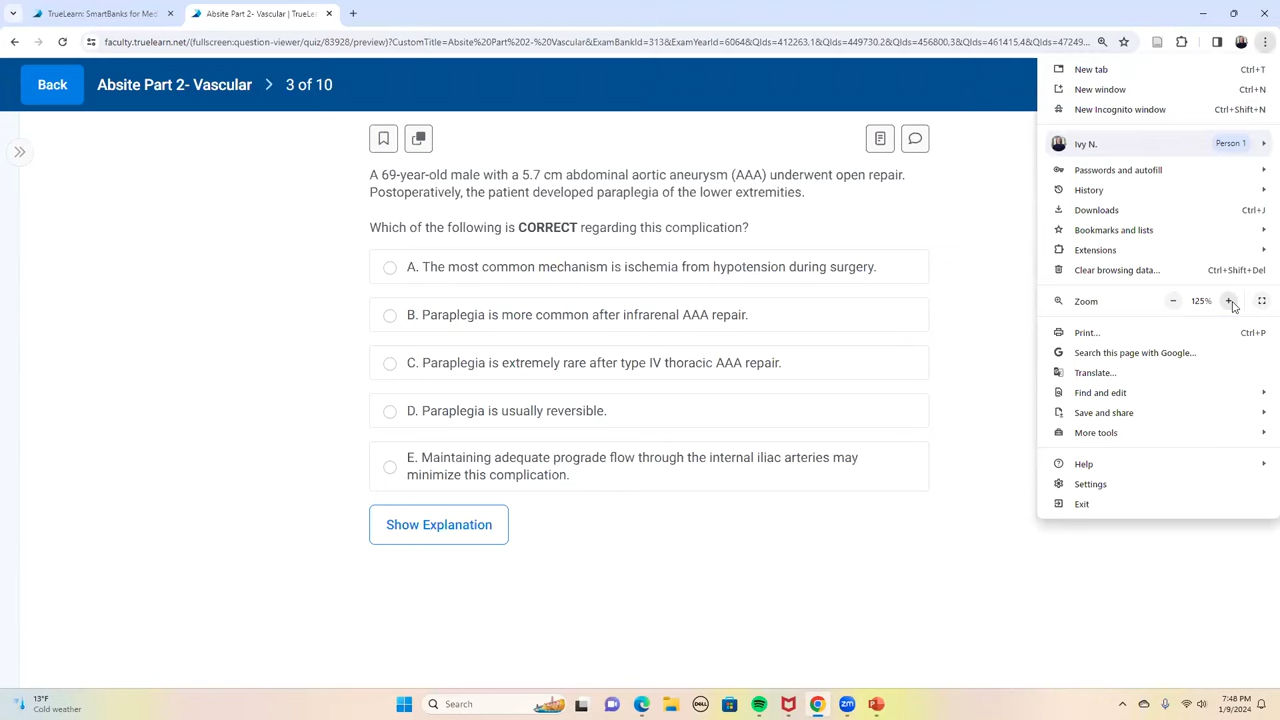 TrueLearn: SmartBanks for Med
Absite Part 2- Vascular | TrueLe
faculty.truelearn.net/(fullscreen:question-viewer/quiz/83928/preview)?CustomTitle=Absite%20Part%202-%20Vascular&ExamBankId=313&ExamYearId=6064&QIds=412263,1&QIds=449730,2&QIds=456800,3&QIds=461415,4&QIds=47249...
Back
Absite Part 2- Vascular > 3 of 10
A 69-year-old male with a 5.7 cm abdominal aortic aneurysm (AAA) underwent open repair.
Postoperatively, the patient developed paraplegia of the lower extremities.
Which of the following is CORRECT regarding this complication?
A. The most common mechanism is ischemia from hypotension during surgery.
B. Paraplegia is more common after infrarenal AAA repair.
C. Paraplegia is extremely rare after type IV thoracic AAA repair.
D. Paraplegia is usually reversible.
E. Maintaining adequate prograde flow through the internal iliac arteries may
minimize this complication.
Show Explanation
New tab Ctrl+T
New window Ctrl+N
New Incognito window Ctrl+Shift+N
Ivy N. Person 1
Passwords and autofill
History
Downloads Ctrl+J
Bookmarks and lists
Extensions
Clear browsing data... Ctrl+Shift+Del
Zoom − 125% +
Print... Ctrl+P
Search this page with Google...
Translate...
Find and edit
Save and share
More tools
Help
Settings
Exit
13°F
Cold weather
Search
DELL
zm
7:48 PM
1/9/2024